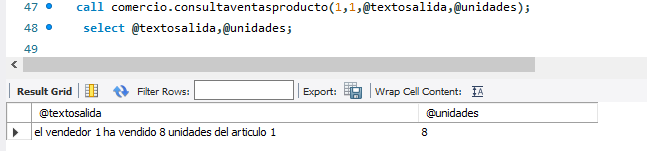 47 call comercio.consultaventasproducto(1,1,@textosalida,@unidades);
48 select @textosalida,@unidades;
49
Result Grid Filter Rows: Export: Wrap Cell Content:
@textosalida @unidades
el vendedor 1 ha vendido 8 unidades del articulo 1 8